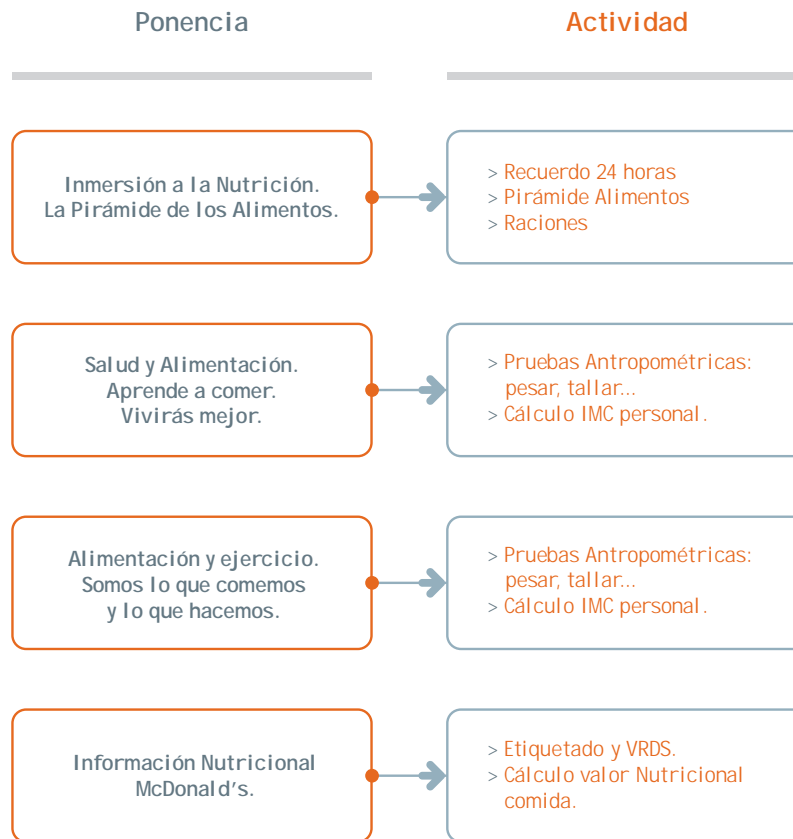 Ponencia
Actividad
Inmersión a la Nutrición.
La Pirámide de los Alimentos.
> Recuerdo 24 horas
> Pirámide Alimentos
> Raciones
Salud y Alimentación.
Aprende a comer.
Vivirás mejor.
> Pruebas Antropométricas:
pesar, tallar...
> Cálculo IMC personal.
Alimentación y ejercicio.
Somos lo que comemos
y lo que hacemos.
> Pruebas Antropométricas:
pesar, tallar...
> Cálculo IMC personal.
Información Nutricional
McDonald's.
> Etiquetado y VRDS.
> Cálculo valor Nutricional
comida.